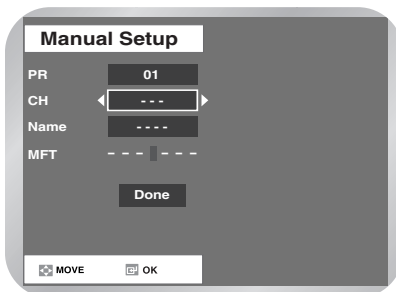 Manual Setup
PR 01
CH - - -
Name - - - -
MFT - - - - - -
Done
MOVE OK